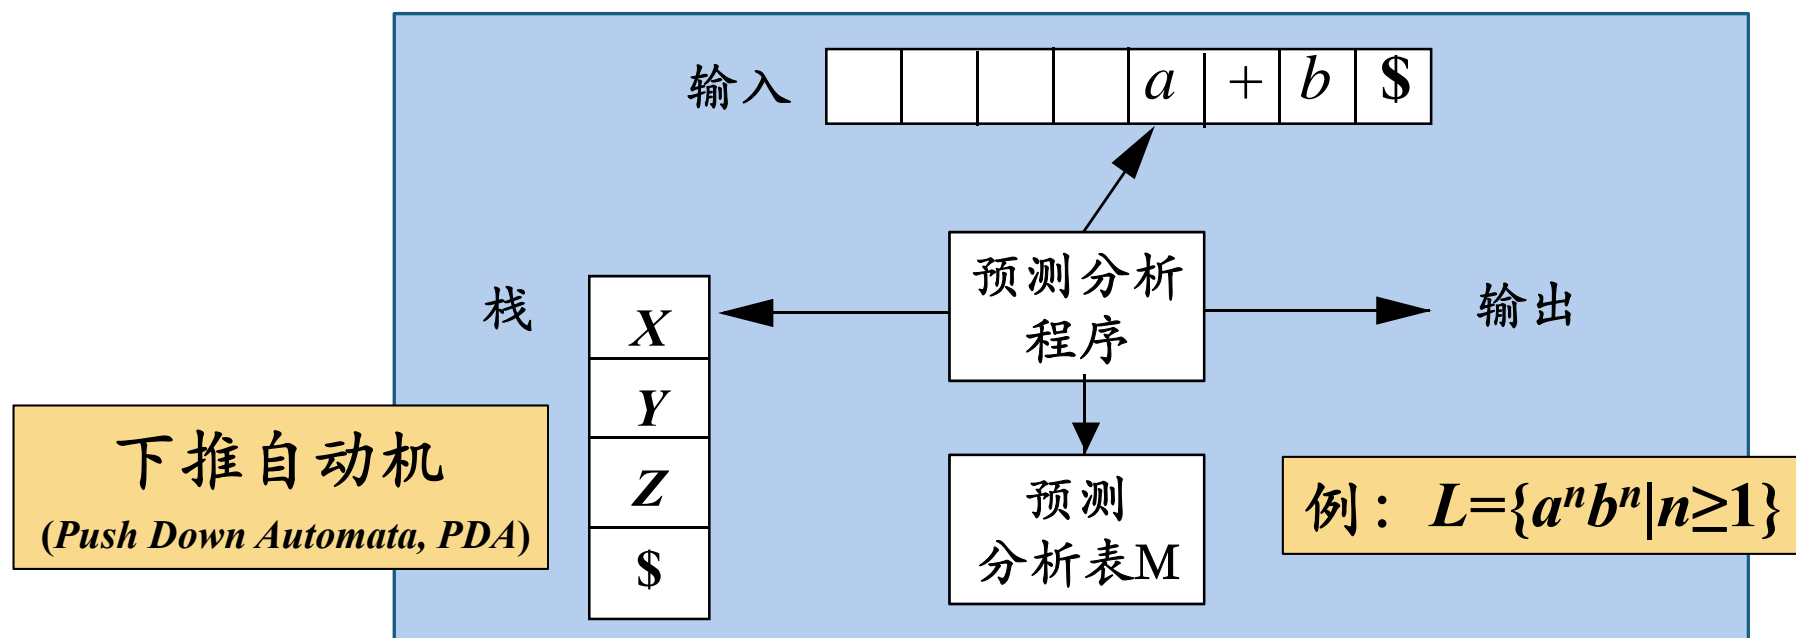 输入 a + b $
栈
X
Y
Z
$
预测分析
程序
输出
预测
分析表M
下推自动机
(Push Down Automata, PDA)
例：L={aⁿbⁿ|n≥1}